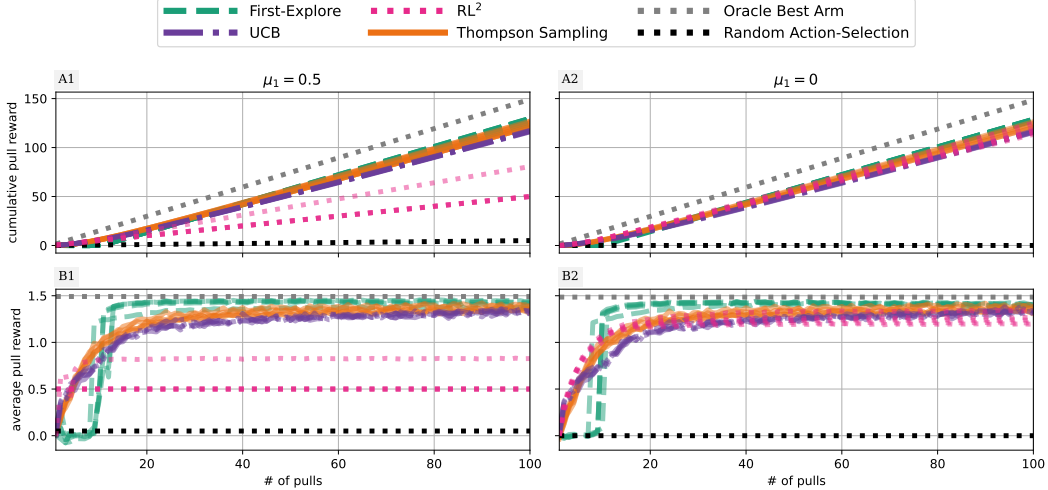 First-Explore
RL²
Oracle Best Arm
UCB
Thompson Sampling
Random Action-Selection
A1
μ₁ = 0.5
A2
μ₁ = 0
cumulative pull reward
150
100
50
0
B1
B2
average pull reward
1.5
1.0
0.5
0.0
20 40 60 80 100
20 40 60 80 100
# of pulls
# of pulls